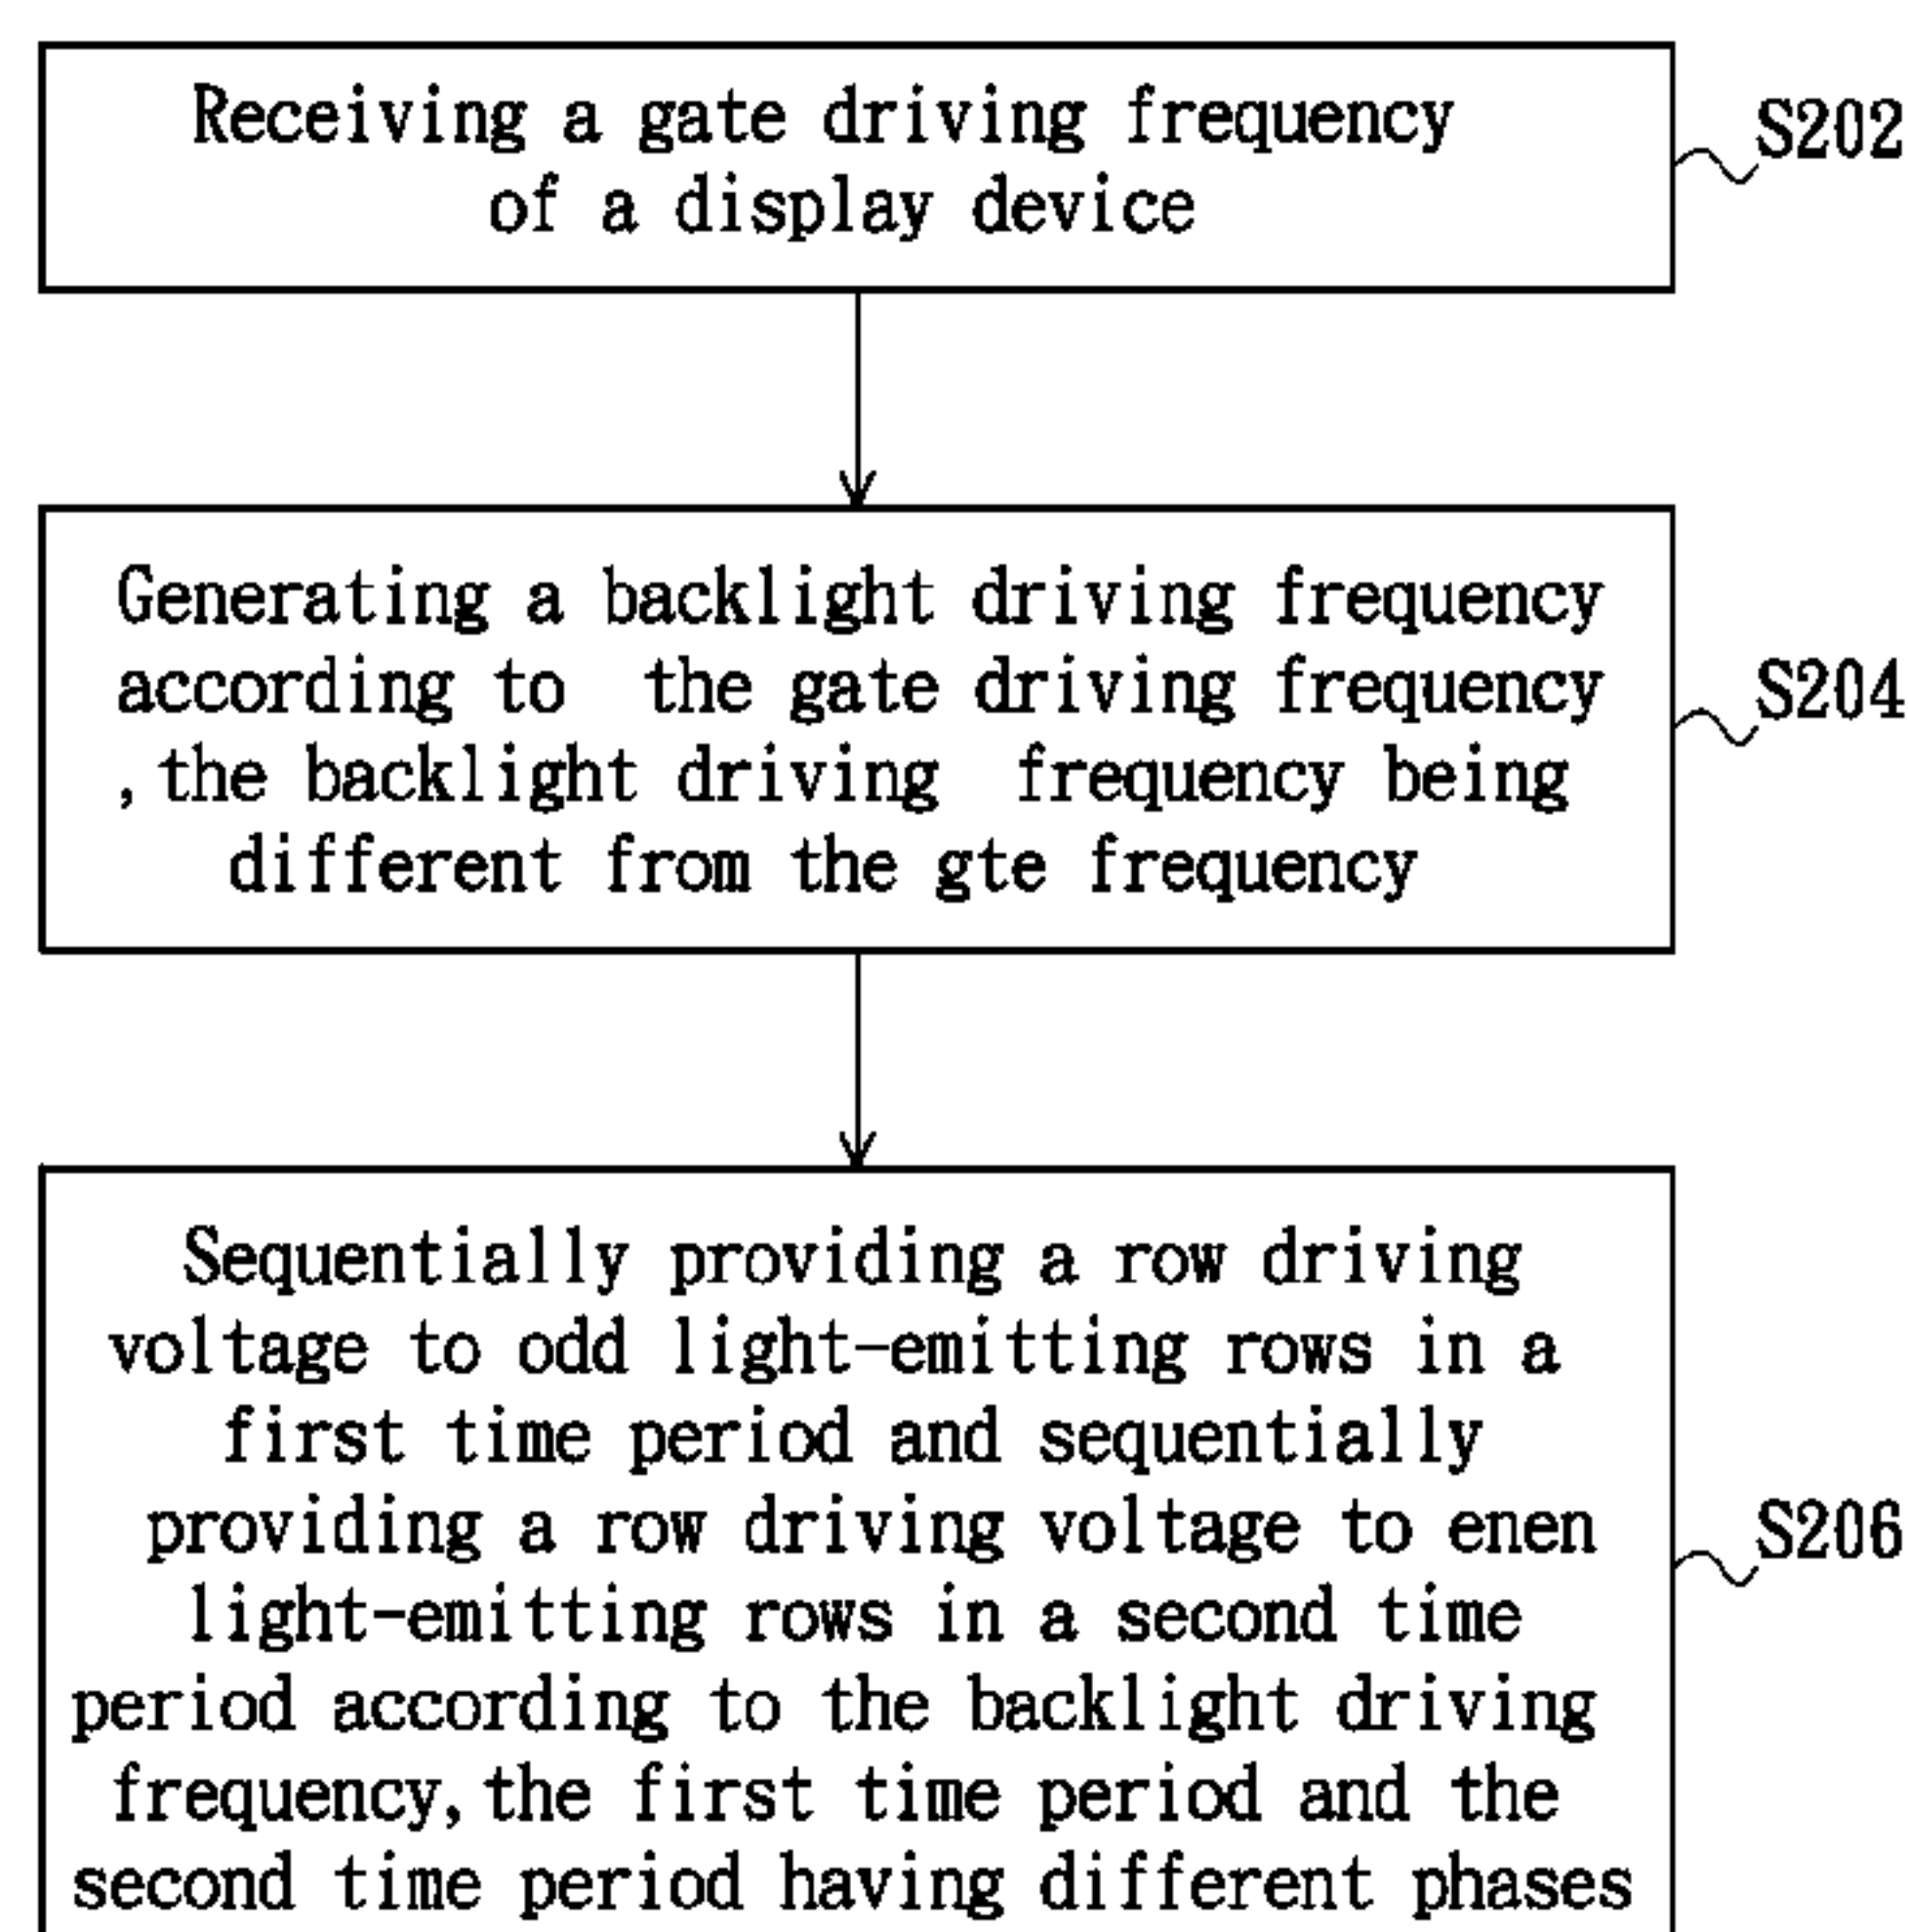 Receiving a gate driving frequency
of a display device
S202
Generating a backlight driving frequency
according to the gate driving frequency
,the backlight driving frequency being
different from the gte frequency
S204
Sequentially providing a row driving
voltage to odd light-emitting rows in a
first time period and sequentially
providing a row driving voltage to enen
light-emitting rows in a second time
period according to the backlight driving
frequency,the first time period and the
second time period having different phases
S206